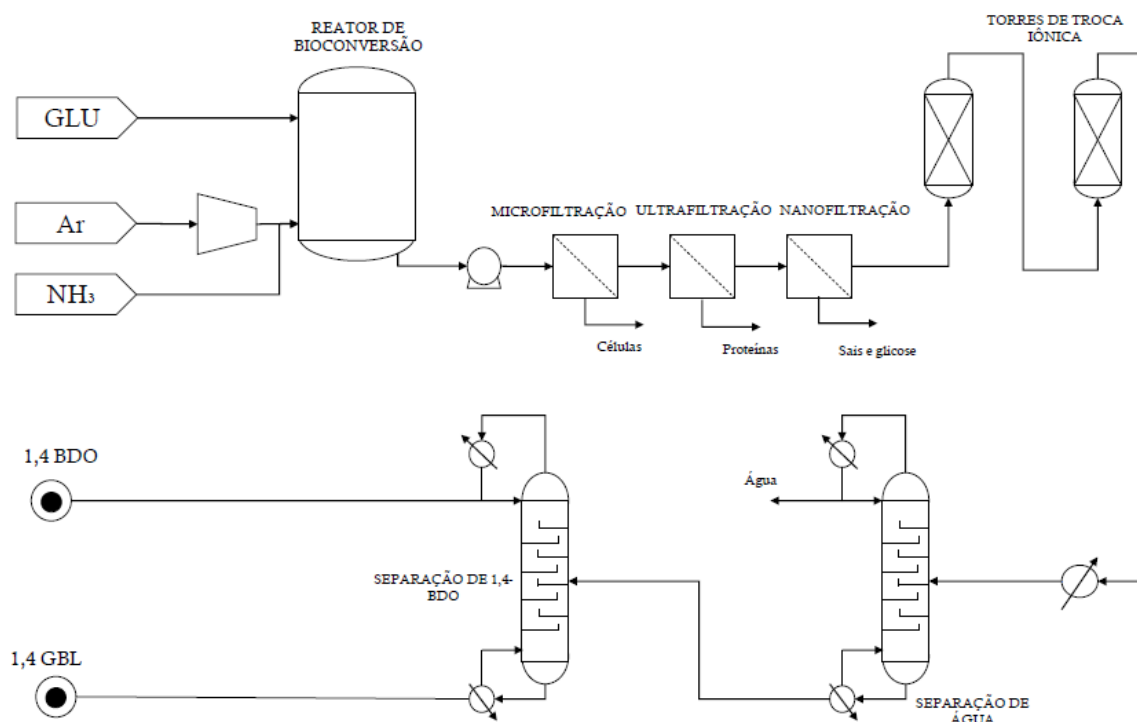 REATOR DE
BIOCONVERSÃO
TORRES DE TROCA
IÔNICA
GLU
Ar
NH₃
MICROFILTRAÇÃO
ULTRAFILTRAÇÃO
NANOFILTRAÇÃO
Células
Proteínas
Sais e glicose
1,4 BDO
Água
SEPARAÇÃO DE 1,4-
BDO
1,4 GBL
SEPARAÇÃO DE
ÁGUA